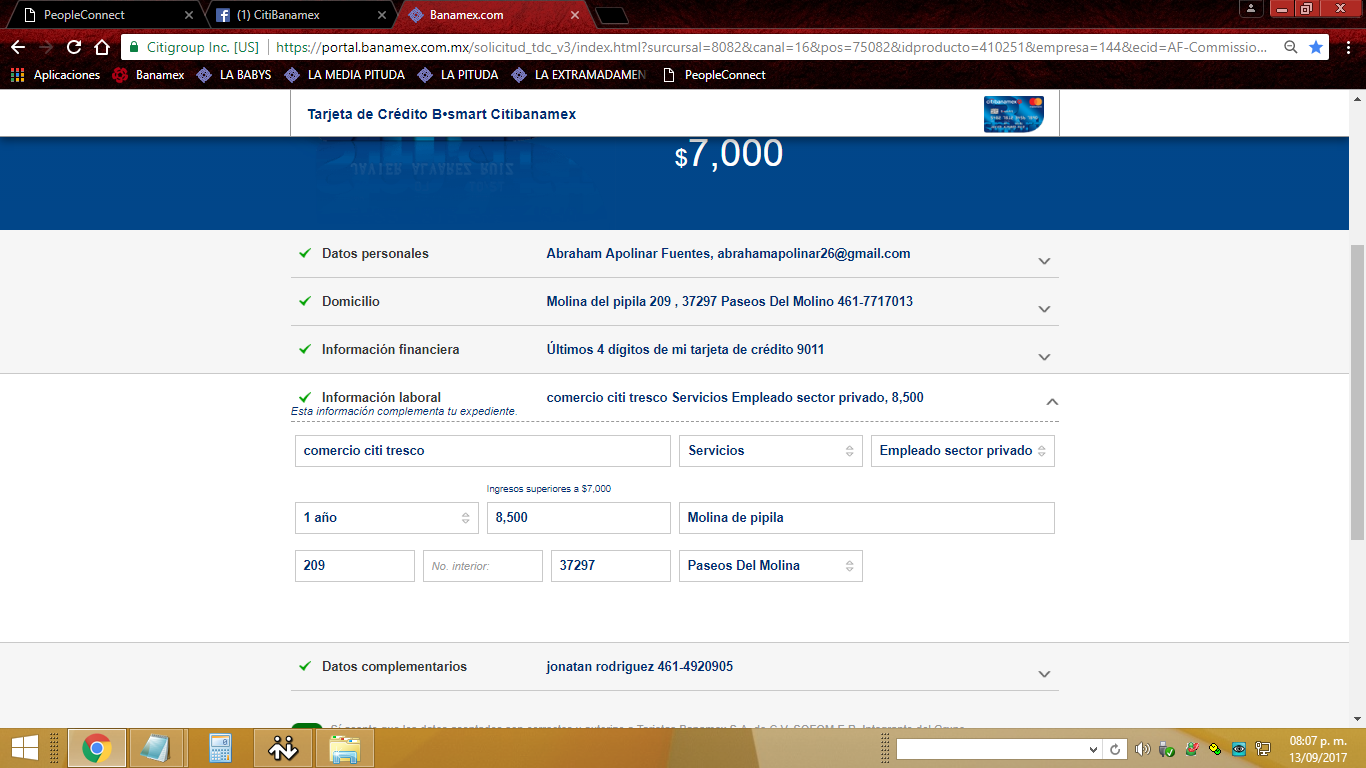 PeopleConnect
(1) CitiBanamex
Banamex.com
Citigroup Inc. [US]
https://portal.banamex.com.mx/solicitud_tdc_v3/index.html?sursursal=8082&canal=16&pos=75082&idproducto=410251&empresa=144&ecid=AF-Commissio...
Aplicaciones
Banamex
LA BABYS
LA MEDIA PITUDA
LA PITUDA
LA EXTRAMADAMEN
PeopleConnect
Tarjeta de Crédito B•smart Citibanamex
citibanamex
$7,000
JAVIER ALVAREZ RUIZ
Datos personales
Abraham Apolinar Fuentes, abrahamapolinar26@gmail.com
Domicilio
Molina del pipila 209 , 37297 Paseos Del Molino 461-7717013
Información financiera
Últimos 4 dígitos de mi tarjeta de crédito 9011
Información laboral
comercio citi tresco Servicios Empleado sector privado, 8,500
Esta información complementa tu expediente.
comercio citi tresco
Servicios
Empleado sector privado
Ingresos superiores a $7,000
1 año
8,500
Molina de pipila
209
No. interior:
37297
Paseos Del Molina
Datos complementarios
jonatan rodriguez 461-4920905
08:07 p. m.
13/09/2017